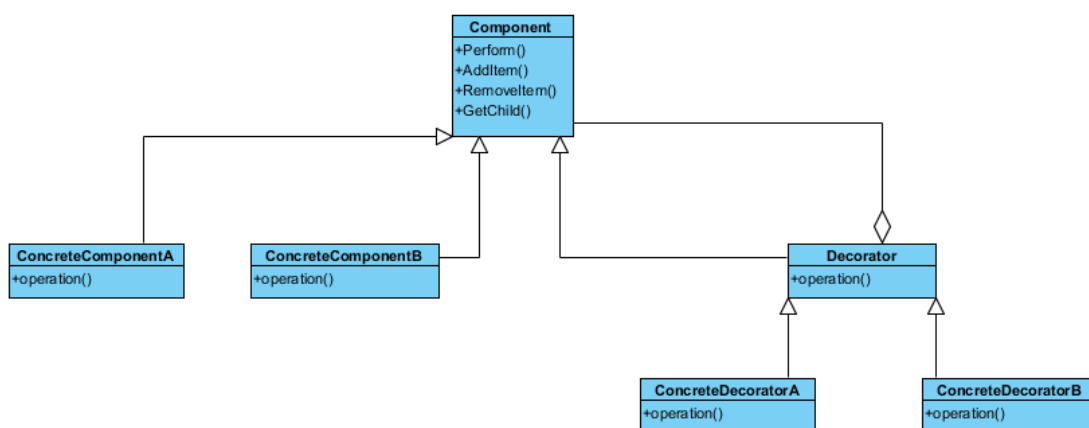 Component
+Perform()
+AddItem()
+RemoveItem()
+GetChild()
ConcreteComponentA
+operation()
ConcreteComponentB
+operation()
Decorator
+operation()
ConcreteDecoratorA
+operation()
ConcreteDecoratorB
+operation()